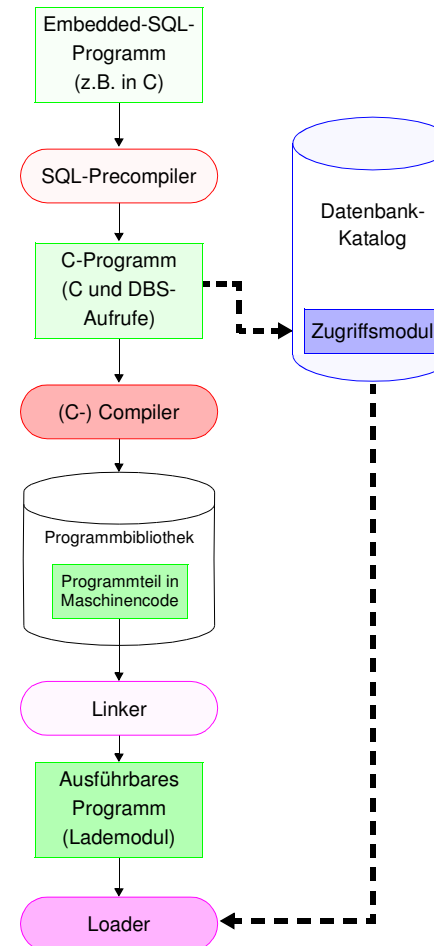 Embedded-SQL-
Programm
(z.B. in C)
SQL-Precompiler
Datenbank-
Katalog
C-Programm
(C und DBS-
Aufrufe)
Zugriffsmodul
(C-) Compiler
Programmbibliothek
Programmteil in
Maschinencode
Linker
Ausführbares
Programm
(Lademodul)
Loader